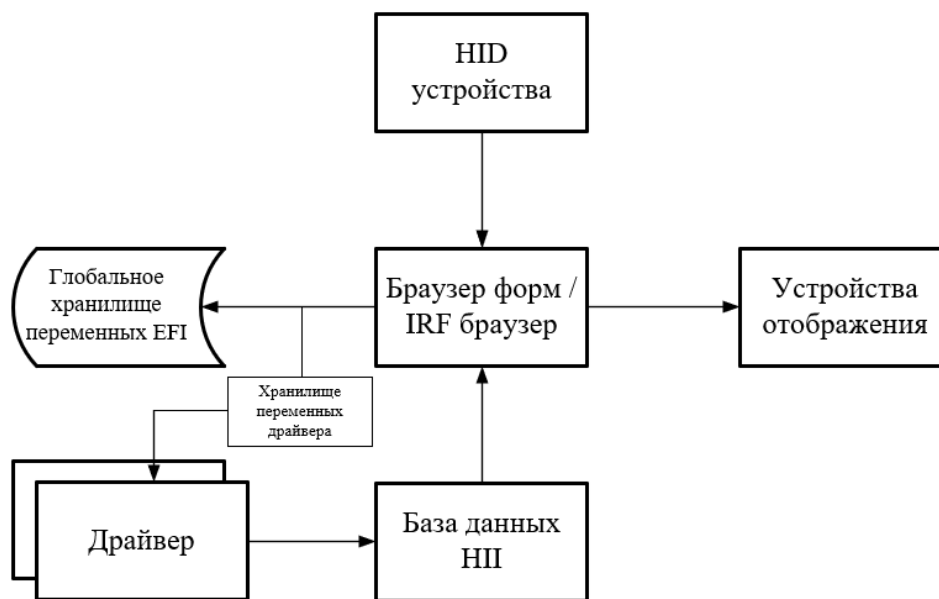 HID
устройства
Глобальное
хранилище
переменных EFI
Браузер форм /
IRF браузер
Устройства
отображения
Хранилище
переменных
драйвера
Драйвер
База данных
HII